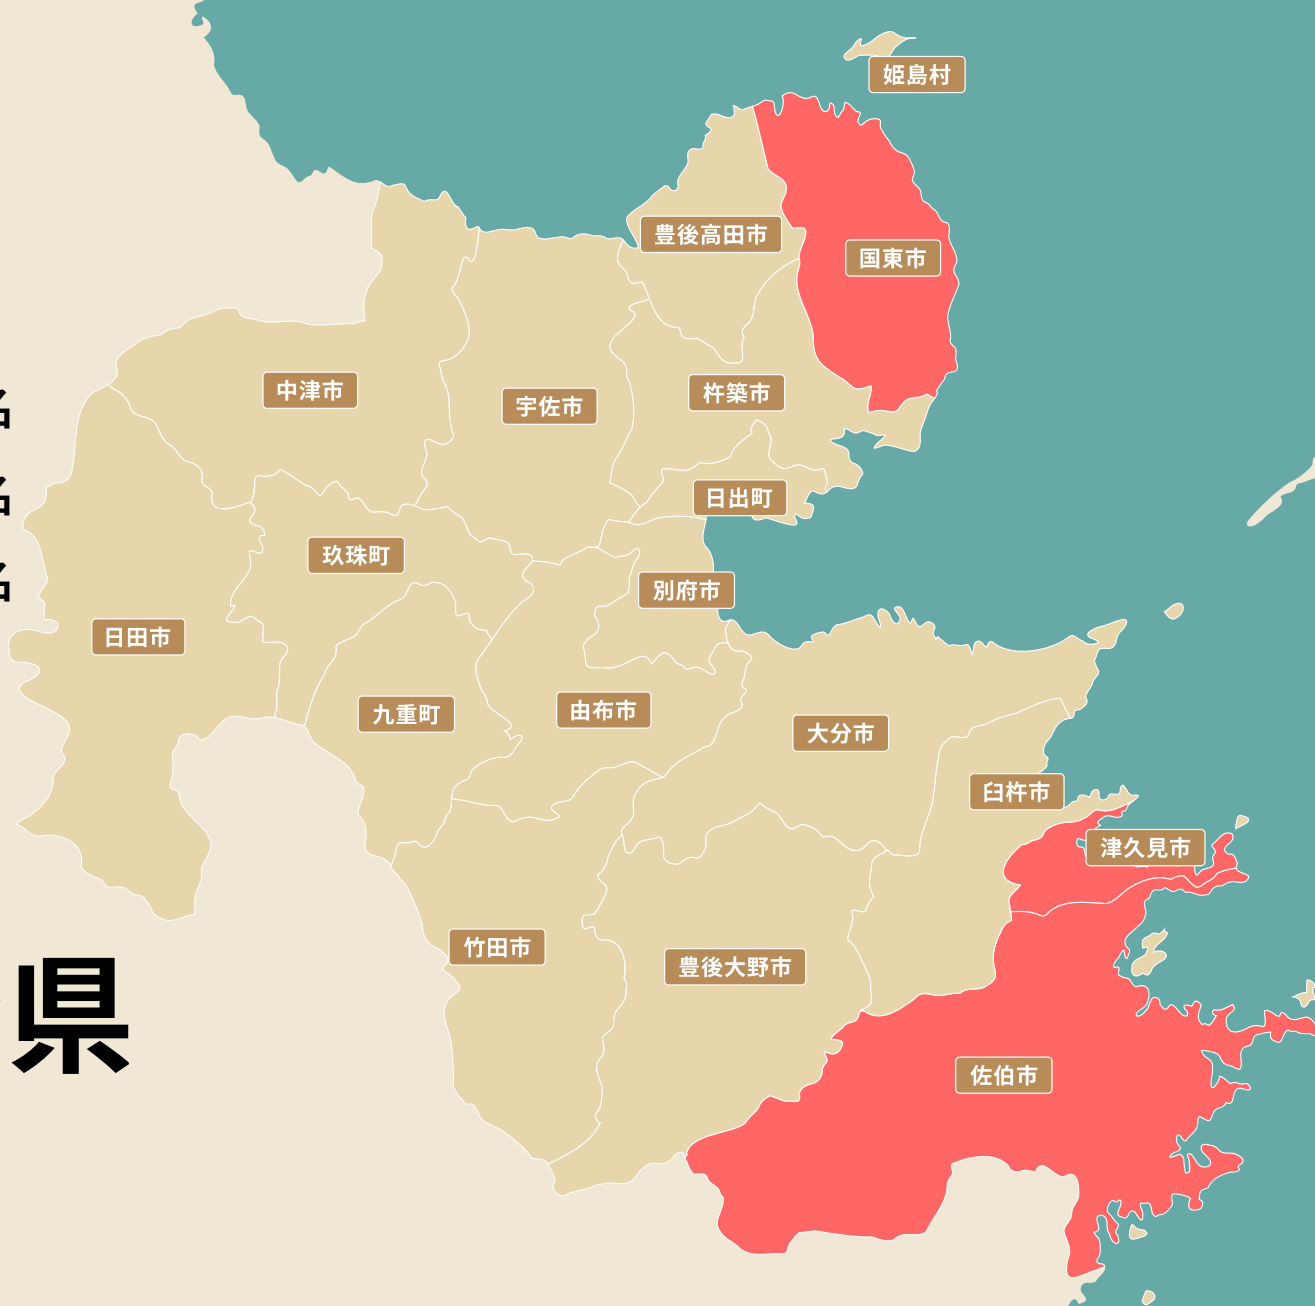 姫島村
豊後高田市
国東市
中津市
宇佐市
杵築市
日出町
玖珠町
別府市
日田市
九重町
由布市
大分市
臼杵市
津久見市
竹田市
豊後大野市
佐伯市
県